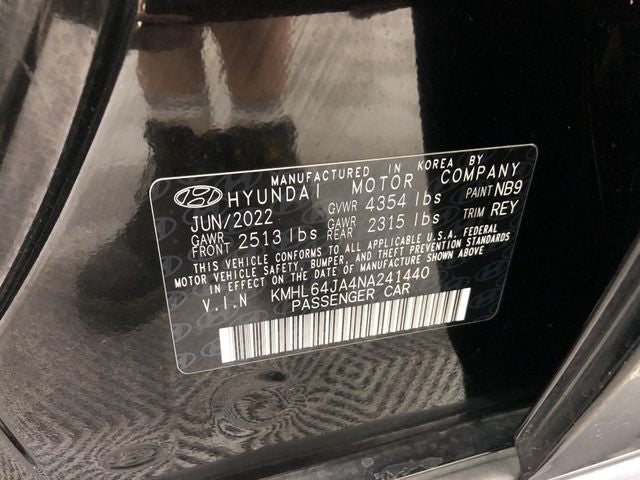 MANUFACTURED IN KOREA BY
HYUNDAI MOTOR COMPANY
JUN/2022 GVWR 4354 lbs PAINT NB9
GAWR FRONT 2513 lbs GAWR REAR 2315 lbs TRIM REY
THIS VEHICLE CONFORMS TO ALL APPLICABLE U.S.A. FEDERAL
MOTOR VEHICLE SAFETY, BUMPER, AND THEFT PREVENTION STANDARDS
IN EFFECT ON THE DATE OF MANUFACTURE SHOWN ABOVE
V.I.N KMHL64JA4NA241440
PASSENGER CAR